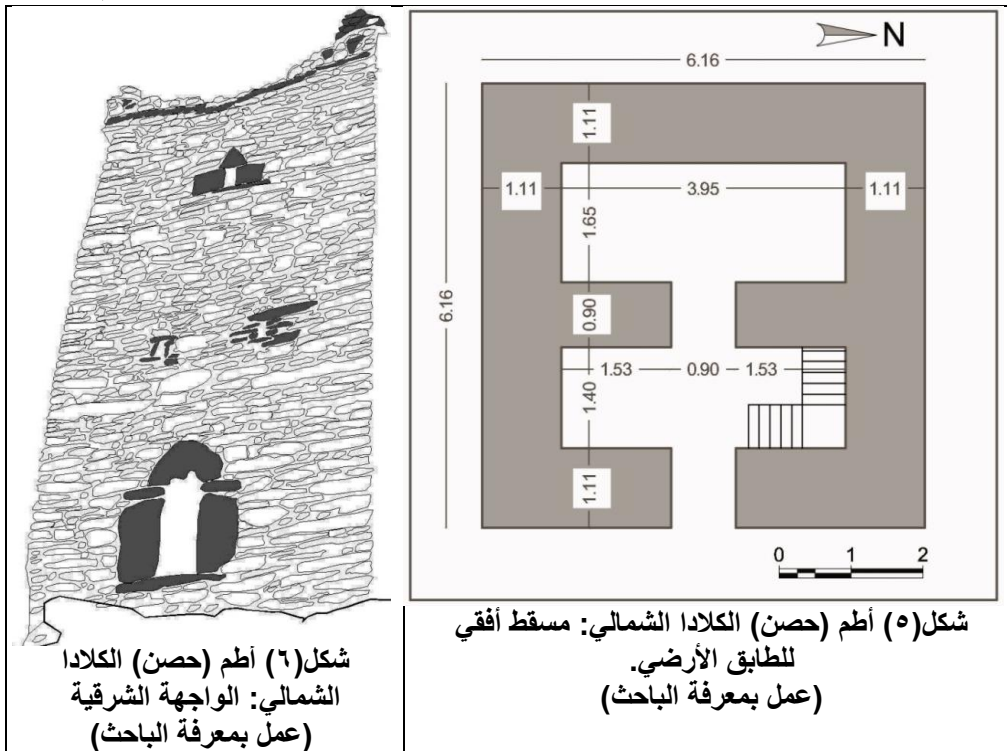 N
6.16
1.11
1.11
3.95
1.11
1.65
6.16
0.90
1.53
0.90
1.53
1.40
1.11
0
1
2
شكل(٥) أطم (حصن) الكلادا الشمالي: مسقط أفقي
للطابق الأرضي.
(عمل بمعرفة الباحث)
شكل(٦) أطم (حصن) الكلادا
الشمالي: الواجهة الشرقية
(عمل بمعرفة الباحث)